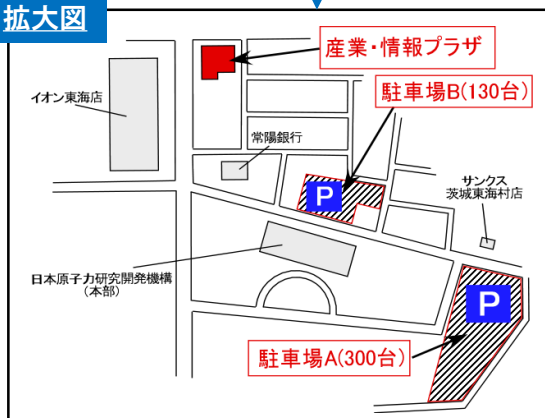 拡大図
産業・情報プラザ
イオン東海店
駐車場B(130台)
常陽銀行
P
サンクス
茨城東海村店
日本原子力研究開発機構
(本部)
P
駐車場A(300台)